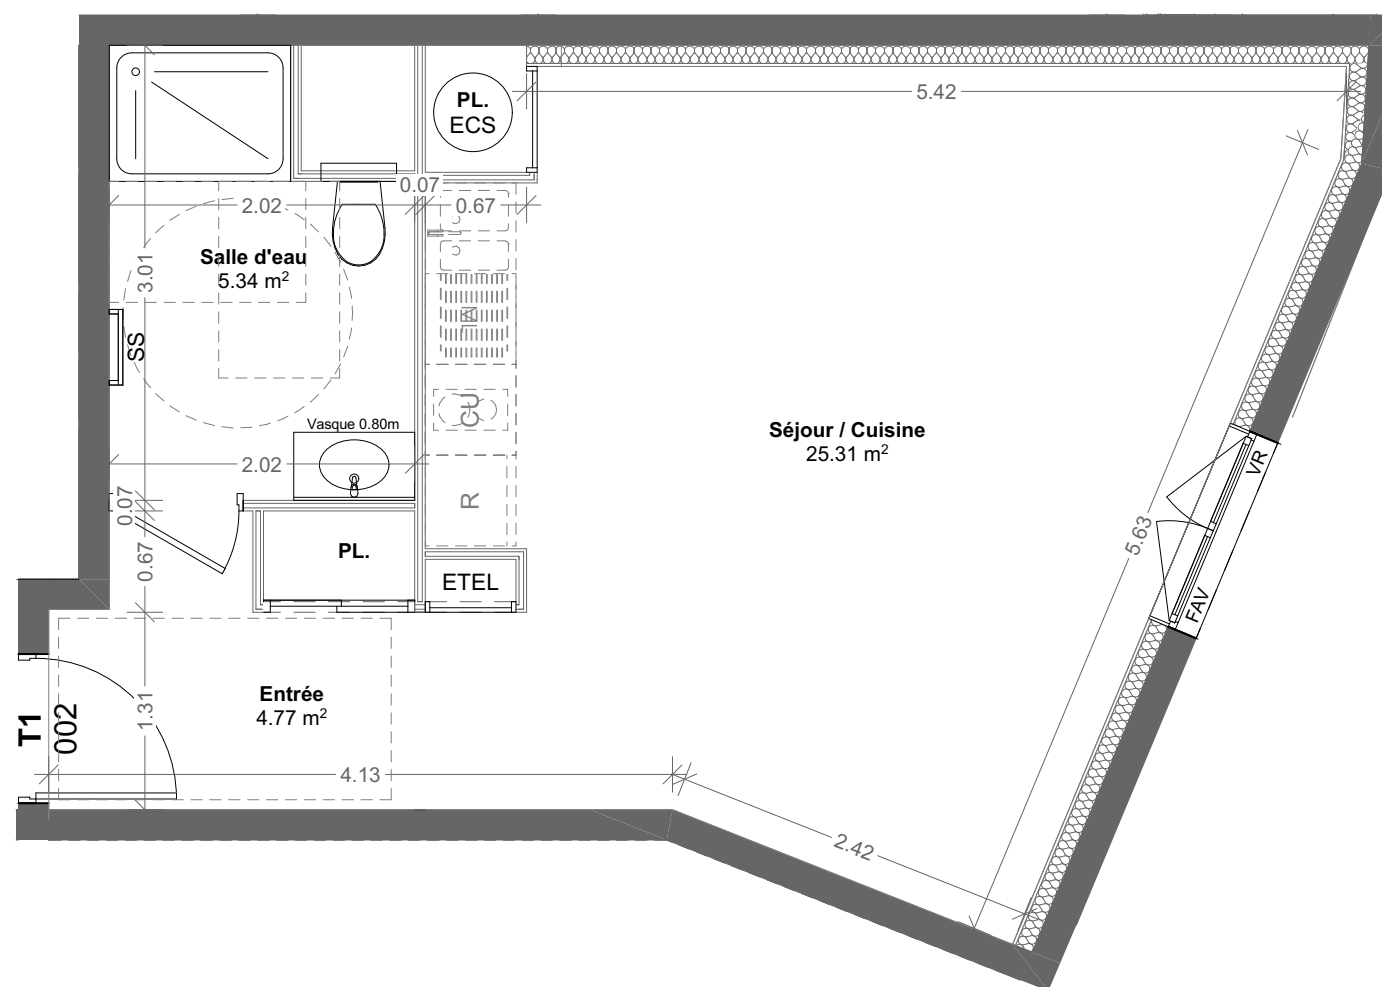 PL.
ECS
5.42
0.07
2.02
0.67
Salle d'eau
5.34 m²
3.01
SS
LV
CU
Vasque 0.80m
2.02
R
0.07
0.67
PL.
ETEL
Séjour / Cuisine
25.31 m²
VR
5.63
FAV
Entrée
4.77 m²
T1
002
1.31
4.13
2.42